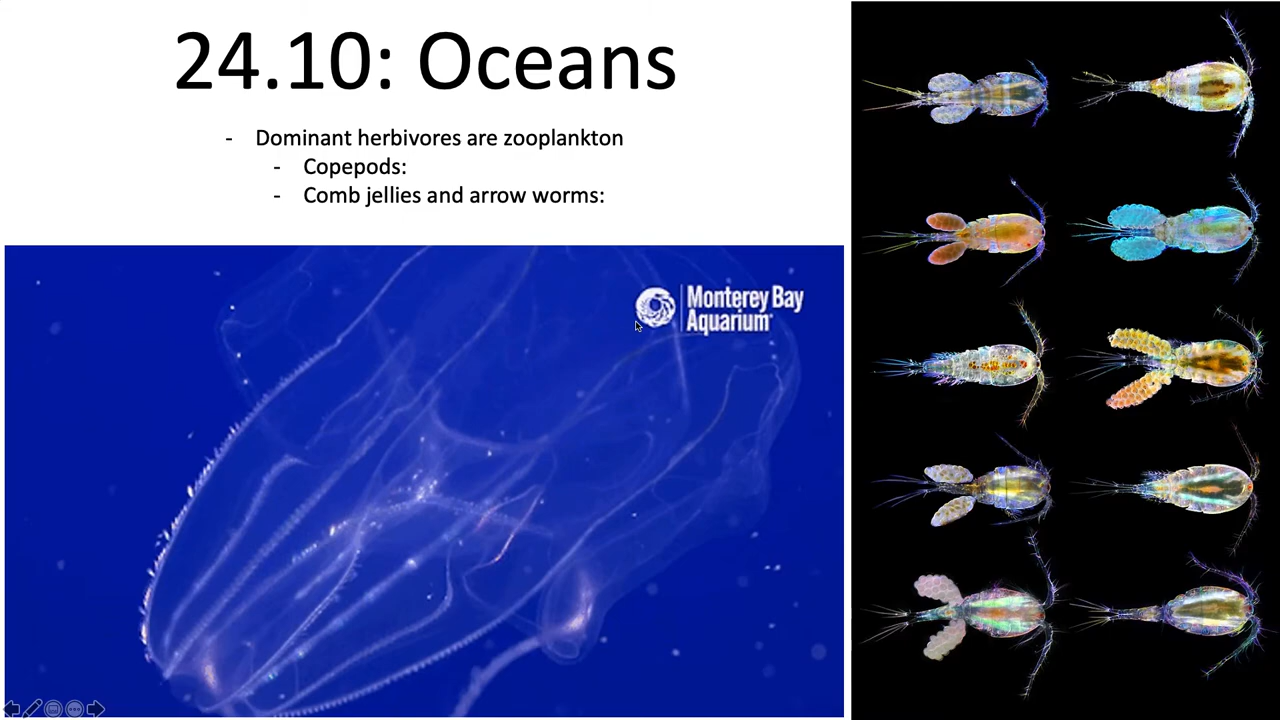 24.10: Oceans
- Dominant herbivores are zooplankton
- Copepods:
- Comb jellies and arrow worms:
Monterey Bay
Aquarium®